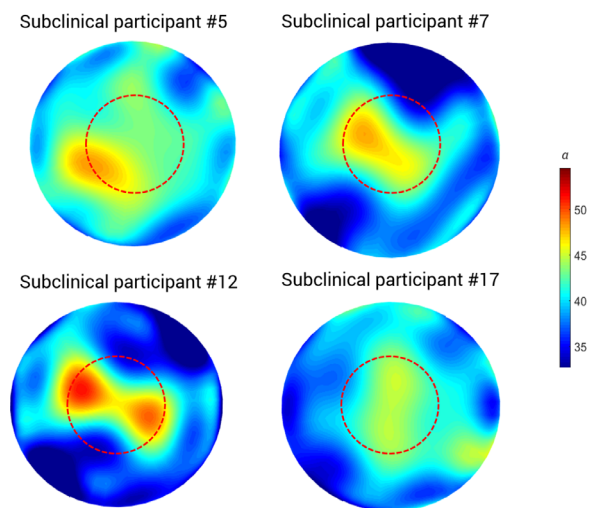 Subclinical participant #5
Subclinical participant #7
α
50
45
40
35
Subclinical participant #12
Subclinical participant #17